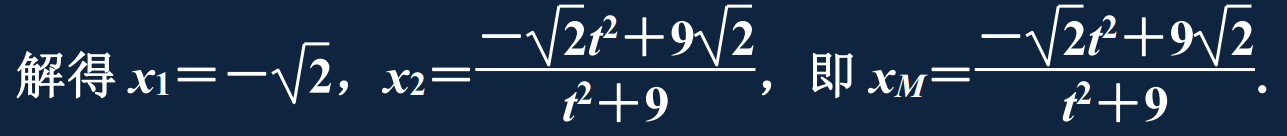 解得 x₁=-√2, x₂=(-√2t²+9√2)/(t²+9), 即 x_M=(-√2t²+9√2)/(t²+9).